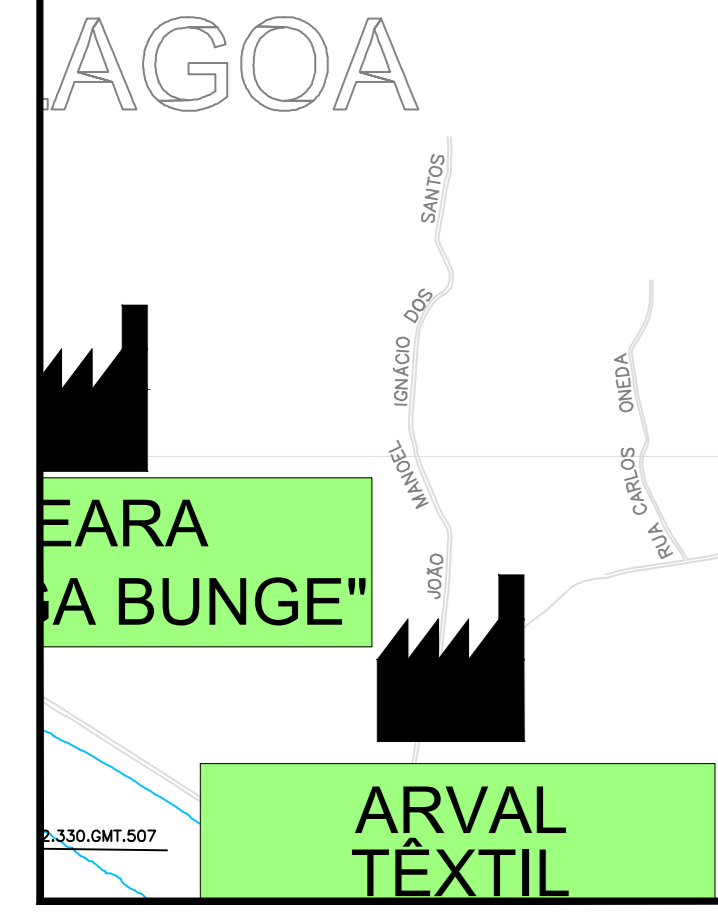 LAGOA
JOÃO MANOEL IGNÁCIO DOS SANTOS
RUA CARLOS ONEDA
EARA
GA BUNGE"
2.330.GMT.507
ARVAL
TÊXTIL